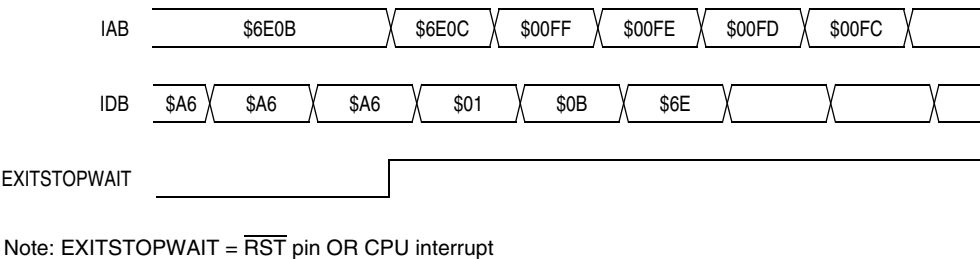 IAB $6E0B $6E0C $00FF $00FE $00FD $00FC
IDB $A6 $A6 $A6 $01 $0B $6E
EXITSTOPWAIT
Note: EXITSTOPWAIT = R̅S̅T̅ pin OR CPU interrupt